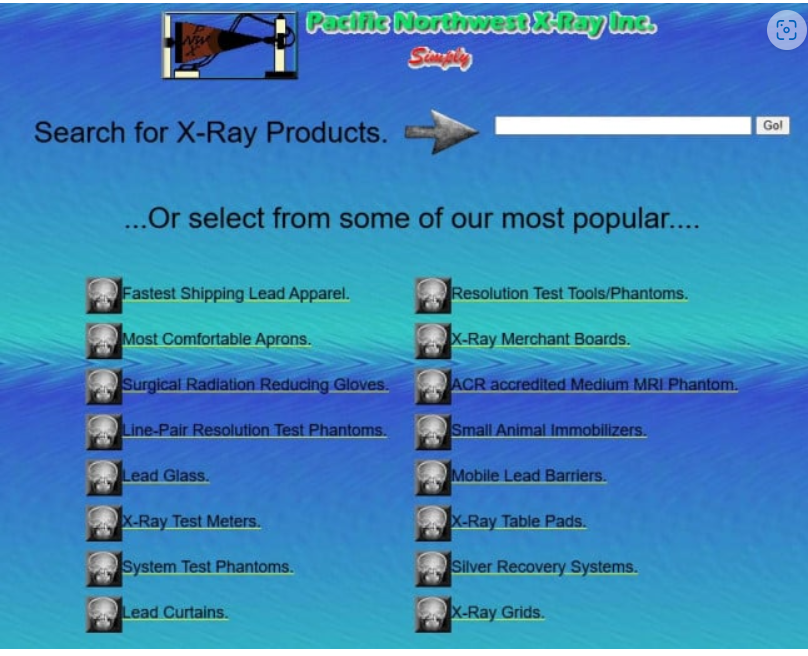 Pacific Northwest X-Ray Inc.
Simply
Search for X-Ray Products.
Go!
...Or select from some of our most popular....
Fastest Shipping Lead Apparel.
Resolution Test Tools/Phantoms.
Most Comfortable Aprons.
X-Ray Merchant Boards.
Surgical Radiation Reducing Gloves.
ACR accredited Medium MRI Phantom.
Line-Pair Resolution Test Phantoms.
Small Animal Immobilizers.
Lead Glass.
Mobile Lead Barriers.
X-Ray Test Meters.
X-Ray Table Pads.
System Test Phantoms.
Silver Recovery Systems.
Lead Curtains.
X-Ray Grids.